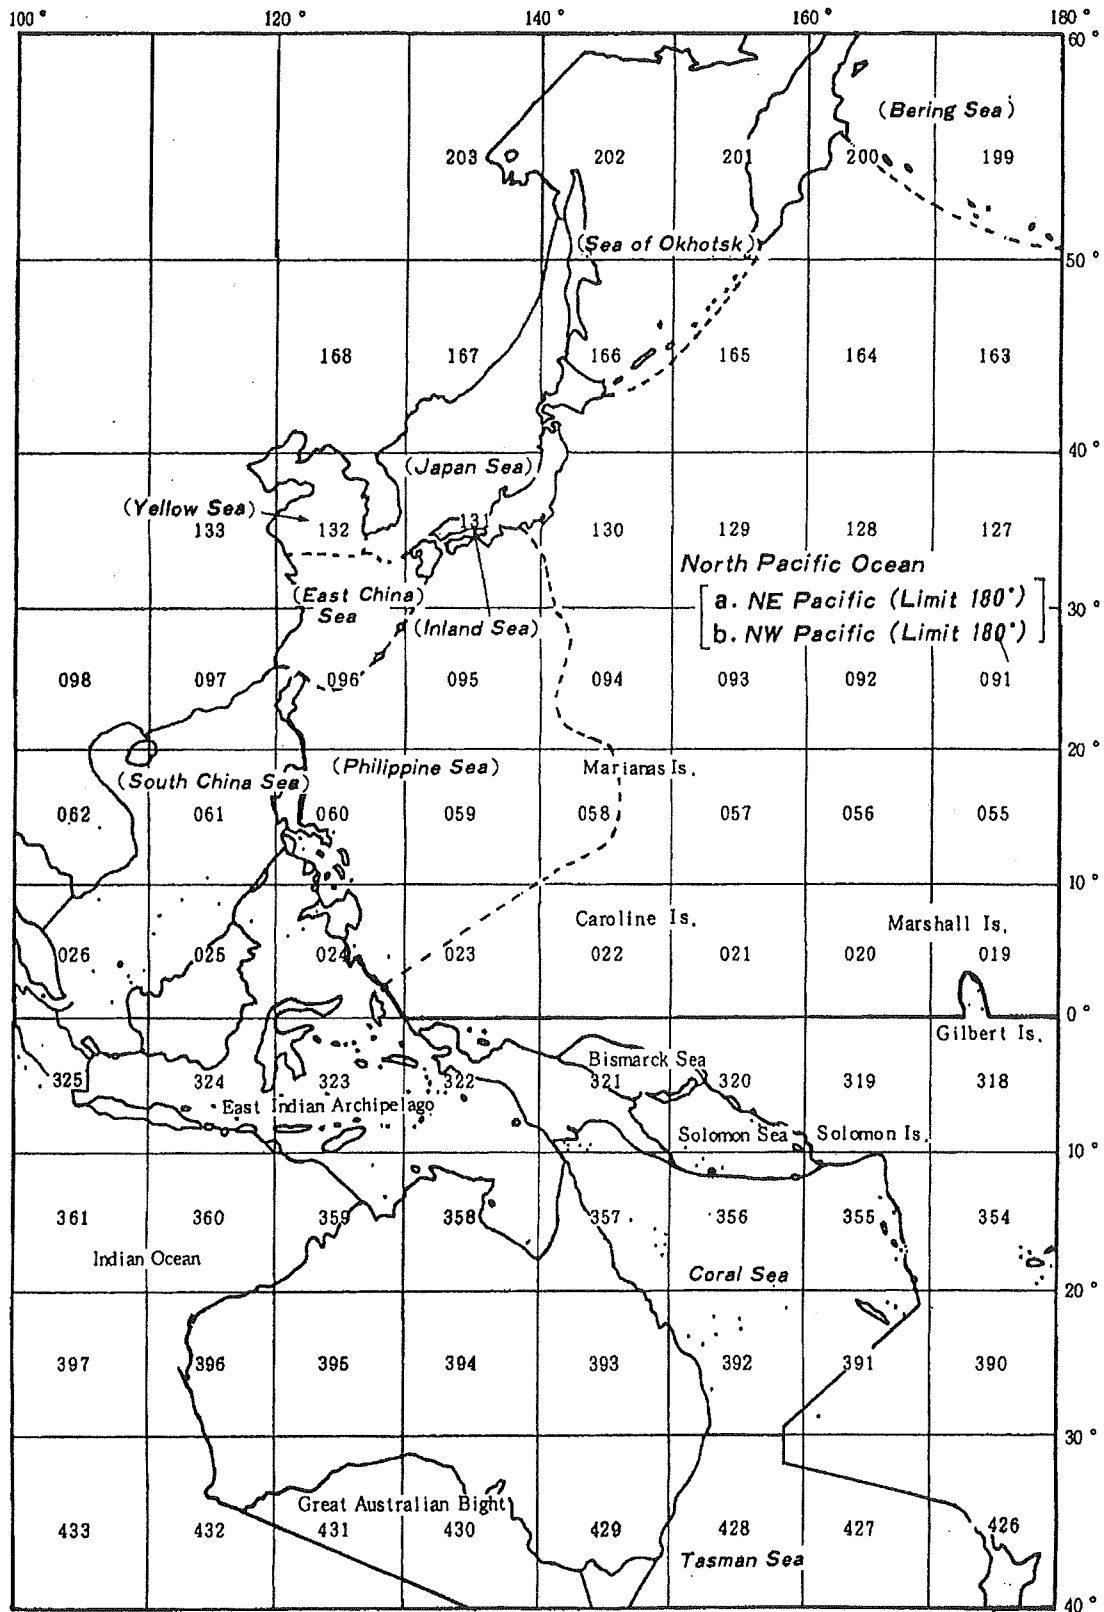 100° 120° 140° 160° 180°
60°
(Bering Sea)
203 202 201 200 199
(Sea of Okhotsk)
50°
168 167 166 165 164 163
40°
(Japan Sea)
(Yellow Sea)
133 132 131 130 129 128 127
North Pacific Ocean
(East China Sea
a. NE Pacific (Limit 180°)
30°
(Inland Sea)
b. NW Pacific (Limit 180°)
098 097 096 095 094 093 092 091
20°
(Philippine Sea)
Marianas Is.
(South China Sea)
062 061 060 059 058 057 056 055
10°
Caroline Is.
Marshall Is.
026 025 024 023 022 021 020 019
0°
Gilbert Is.
Bismarck Sea
325 324 323 322 321 320 319 318
East Indian Archipelago
Solomon Sea
Solomon Is.
10°
361 360 359 358 357 356 355 354
Indian Ocean
Coral Sea
20°
397 396 395 394 393 392 391 390
30°
Great Australian Bight
433 432 431 430 429 428 427 426
Tasman Sea
40°